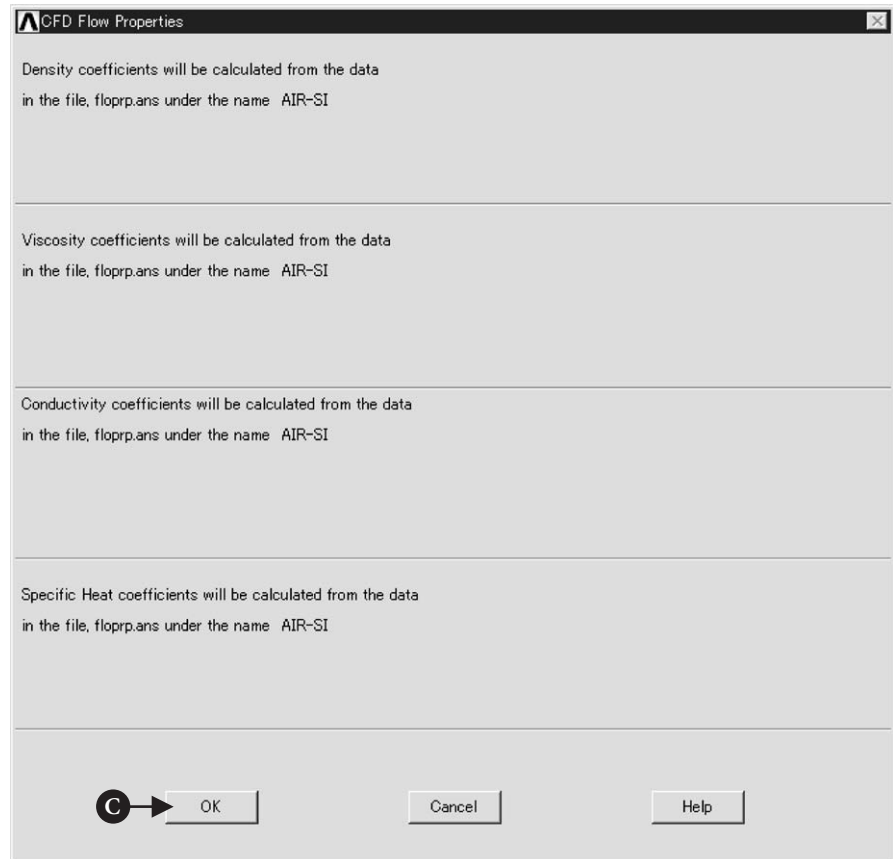 CFD Flow Properties
Density coefficients will be calculated from the data
in the file, floprp.ans under the name AIR-SI
Viscosity coefficients will be calculated from the data
in the file, floprp.ans under the name AIR-SI
Conductivity coefficients will be calculated from the data
in the file, floprp.ans under the name AIR-SI
Specific Heat coefficients will be calculated from the data
in the file, floprp.ans under the name AIR-SI
C OK Cancel Help